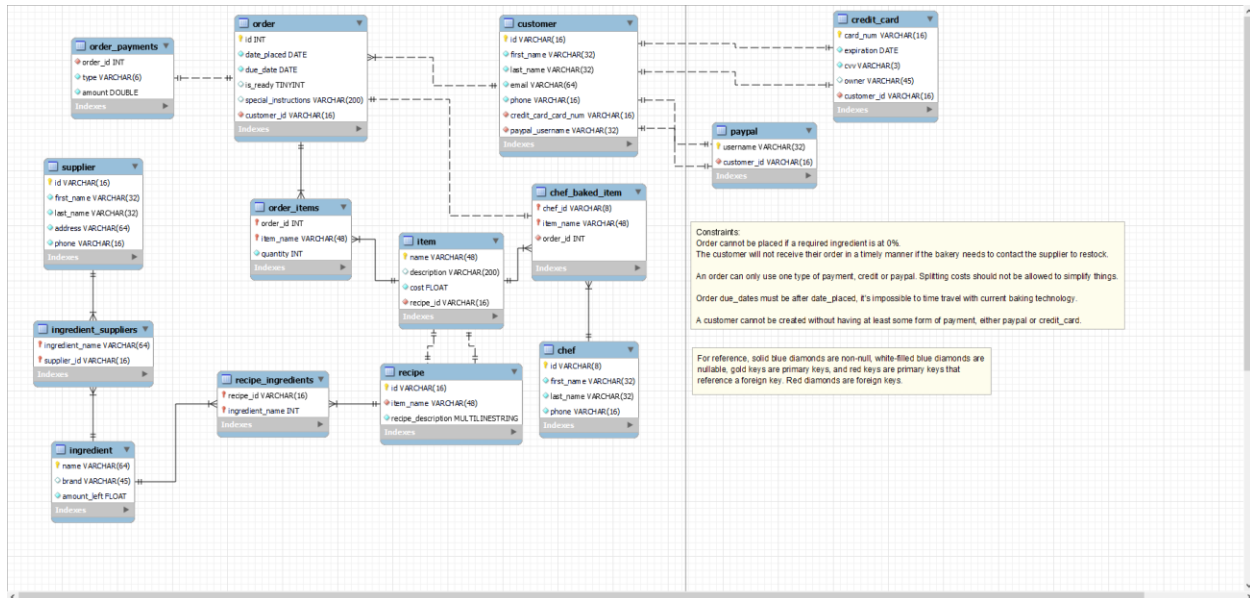 order
id INT
date_placed DATE
due_date DATE
is_ready TINYINT
special_instructions VARCHAR(200)
customer_id VARCHAR(16)
Indexes
customer
id VARCHAR(16)
first_name VARCHAR(32)
last_name VARCHAR(32)
email VARCHAR(64)
phone VARCHAR(16)
credit_card_card_num VARCHAR(16)
paypal_username VARCHAR(32)
Indexes
credit_card
card_num VARCHAR(16)
expiration DATE
cvv VARCHAR(3)
owner VARCHAR(45)
customer_id VARCHAR(16)
Indexes
order_payments
order_id INT
type VARCHAR(6)
amount DOUBLE
Indexes
paypal
username VARCHAR(32)
customer_id VARCHAR(16)
Indexes
supplier
id VARCHAR(16)
first_name VARCHAR(32)
last_name VARCHAR(32)
address VARCHAR(64)
phone VARCHAR(16)
Indexes
order_items
order_id INT
item_name VARCHAR(48)
quantity INT
Indexes
chef_baked_item
chef_id VARCHAR(8)
item_name VARCHAR(48)
order_id INT
Indexes
item
name VARCHAR(48)
description VARCHAR(200)
cost FLOAT
recipe_id VARCHAR(16)
Indexes
Constraints:
Order cannot be placed if a required ingredient is at 0%.
The customer will not receive their order in a timely manner if the bakery needs to contact the supplier to restock.
An order can only use one type of payment, credit or paypal. Splitting costs should not be allowed to simplify things.
Order due_dates must be after date_placed, it's impossible to time travel with current baking technology.
A customer cannot be created without having at least some form of payment, either paypal or credit_card.
ingredient_suppliers
ingredient_name VARCHAR(64)
supplier_id VARCHAR(16)
Indexes
recipe_ingredients
recipe_id VARCHAR(16)
ingredient_name INT
Indexes
recipe
id VARCHAR(16)
item_name VARCHAR(48)
recipe_description MULTILINESTRING
Indexes
chef
id VARCHAR(8)
first_name VARCHAR(32)
last_name VARCHAR(32)
phone VARCHAR(16)
Indexes
For reference, solid blue diamonds are non-null, white-filled blue diamonds are
nullable, gold keys are primary keys, and red keys are primary keys that
reference a foreign key. Red diamonds are foreign keys.
ingredient
name VARCHAR(64)
brand VARCHAR(45)
amount_left FLOAT
Indexes